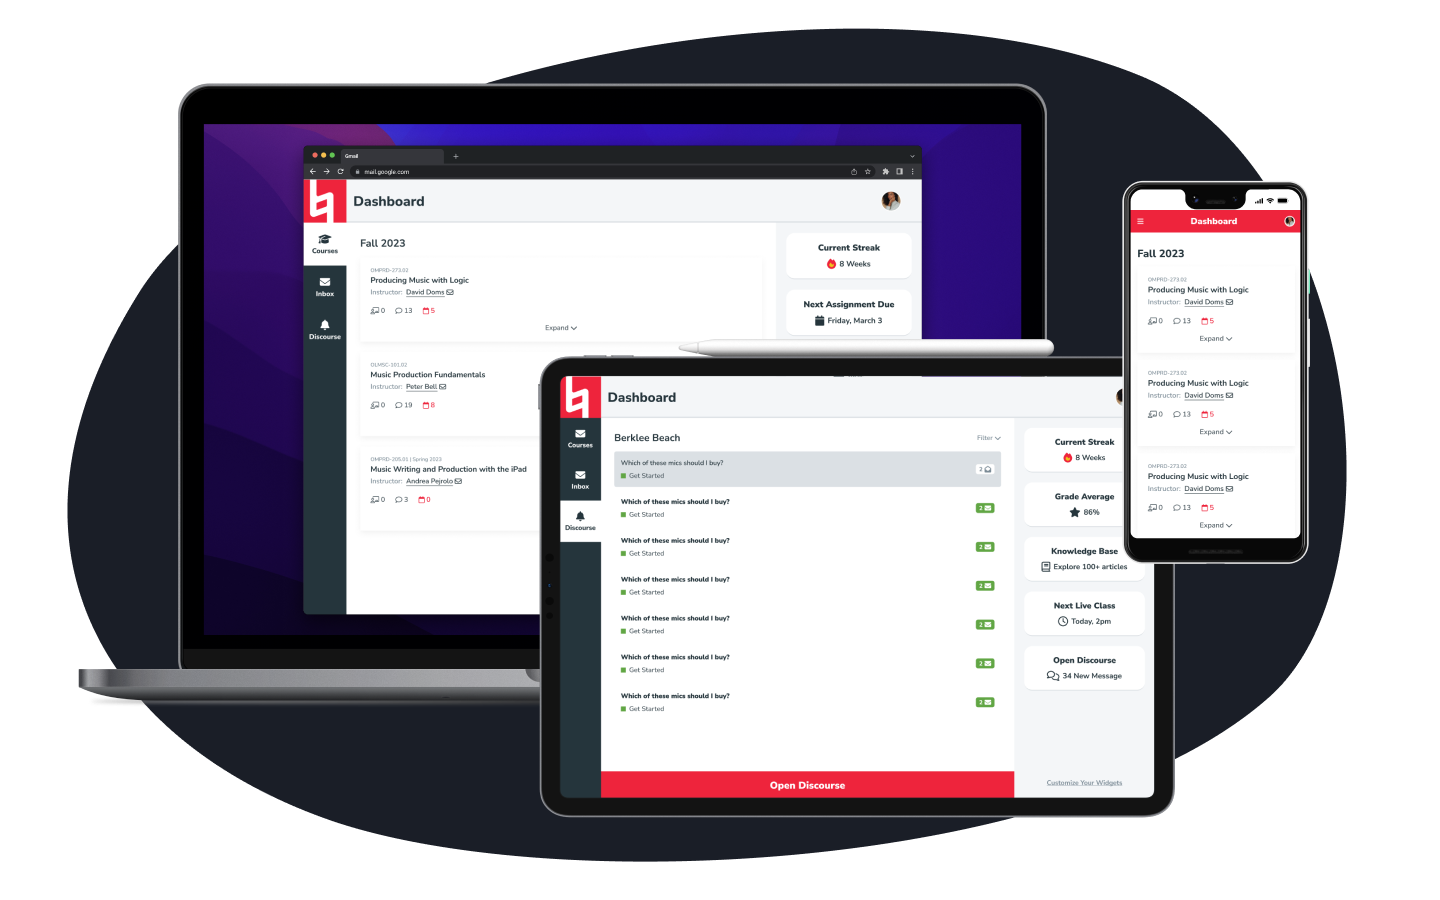 Gmail
mail.google.com
Dashboard
Courses
Inbox
Discourse
Fall 2023
OMPRD-273.02
Producing Music with Logic
Instructor: David Doms
0 13 5
Expand
OLMSC-101.02
Music Production Fundamentals
Instructor: Peter Bell
0 19 8
OMPRD-205.01 | Spring 2023
Music Writing and Production with the iPad
Instructor: Andrea Pejrolo
0 3 0
Current Streak
8 Weeks
Next Assignment Due
Friday, March 3
Dashboard
Courses
Inbox
Discourse
Berklee Beach
Filter
Which of these mics should I buy?
Get Started
2
Which of these mics should I buy?
Get Started
2
Which of these mics should I buy?
Get Started
2
Which of these mics should I buy?
Get Started
2
Which of these mics should I buy?
Get Started
2
Which of these mics should I buy?
Get Started
2
Which of these mics should I buy?
Get Started
2
Open Discourse
Current Streak
8 Weeks
Grade Average
86%
Knowledge Base
Explore 100+ articles
Next Live Class
Today, 2pm
Open Discourse
34 New Message
Customize Your Widgets
Dashboard
Fall 2023
OMPRD-273.02
Producing Music with Logic
Instructor: David Doms
0 13 5
Expand
OMPRD-273.02
Producing Music with Logic
Instructor: David Doms
0 13 5
Expand
OMPRD-273.02
Producing Music with Logic
Instructor: David Doms
0 13 5
Expand